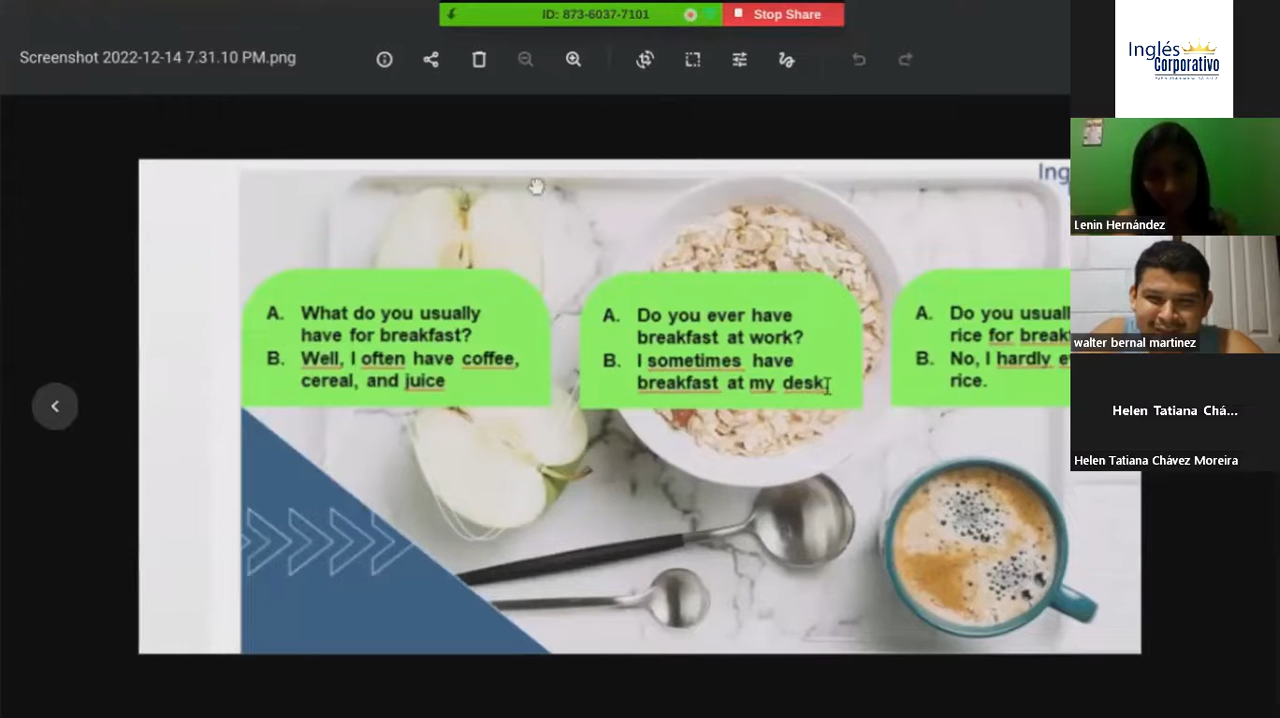 ID: 873-6037-7101
Stop Share
Screenshot 2022-12-14 7.31.10 PM.png
Inglés
Corporativo
Lenin Hernández
walter bernal martinez
Helen Tatiana Chá...
Helen Tatiana Chávez Moreira
Ing
A. What do you usually
have for breakfast?
B. Well, I often have coffee,
cereal, and juice
A. Do you ever have
breakfast at work?
B. I sometimes have
breakfast at my desk.
A. Do you usuall
rice for break
B. No, I hardly e
rice.